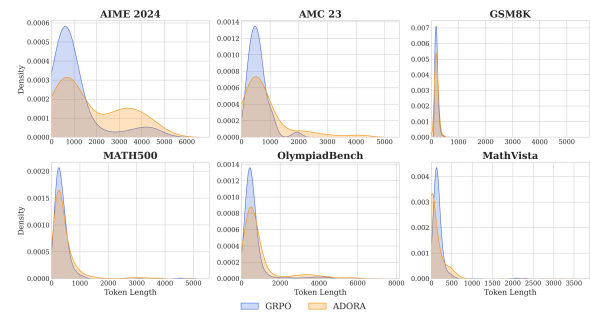 AIME 2024
AMC 23
GSM8K
Density
0.0006
0.0005
0.0004
0.0003
0.0002
0.0001
0.0000
0 1000 2000 3000 4000 5000 6000
0.0014
0.0012
0.0010
0.0008
0.0006
0.0004
0.0002
0.0000
0 1000 2000 3000 4000 5000
0.007
0.006
0.005
0.004
0.003
0.002
0.001
0.000
0 1000 2000 3000 4000 5000
MATH500
OlympiadBench
MathVista
Density
0.0020
0.0015
0.0010
0.0005
0.0000
0 1000 2000 3000 4000 5000
Token Length
0.0014
0.0012
0.0010
0.0008
0.0006
0.0004
0.0002
0.0000
0 2000 4000 6000 8000
Token Length
0.004
0.003
0.002
0.001
0.000
0 500 1000 1500 2000 2500 3000 3500
Token Length
GRPO ADORA